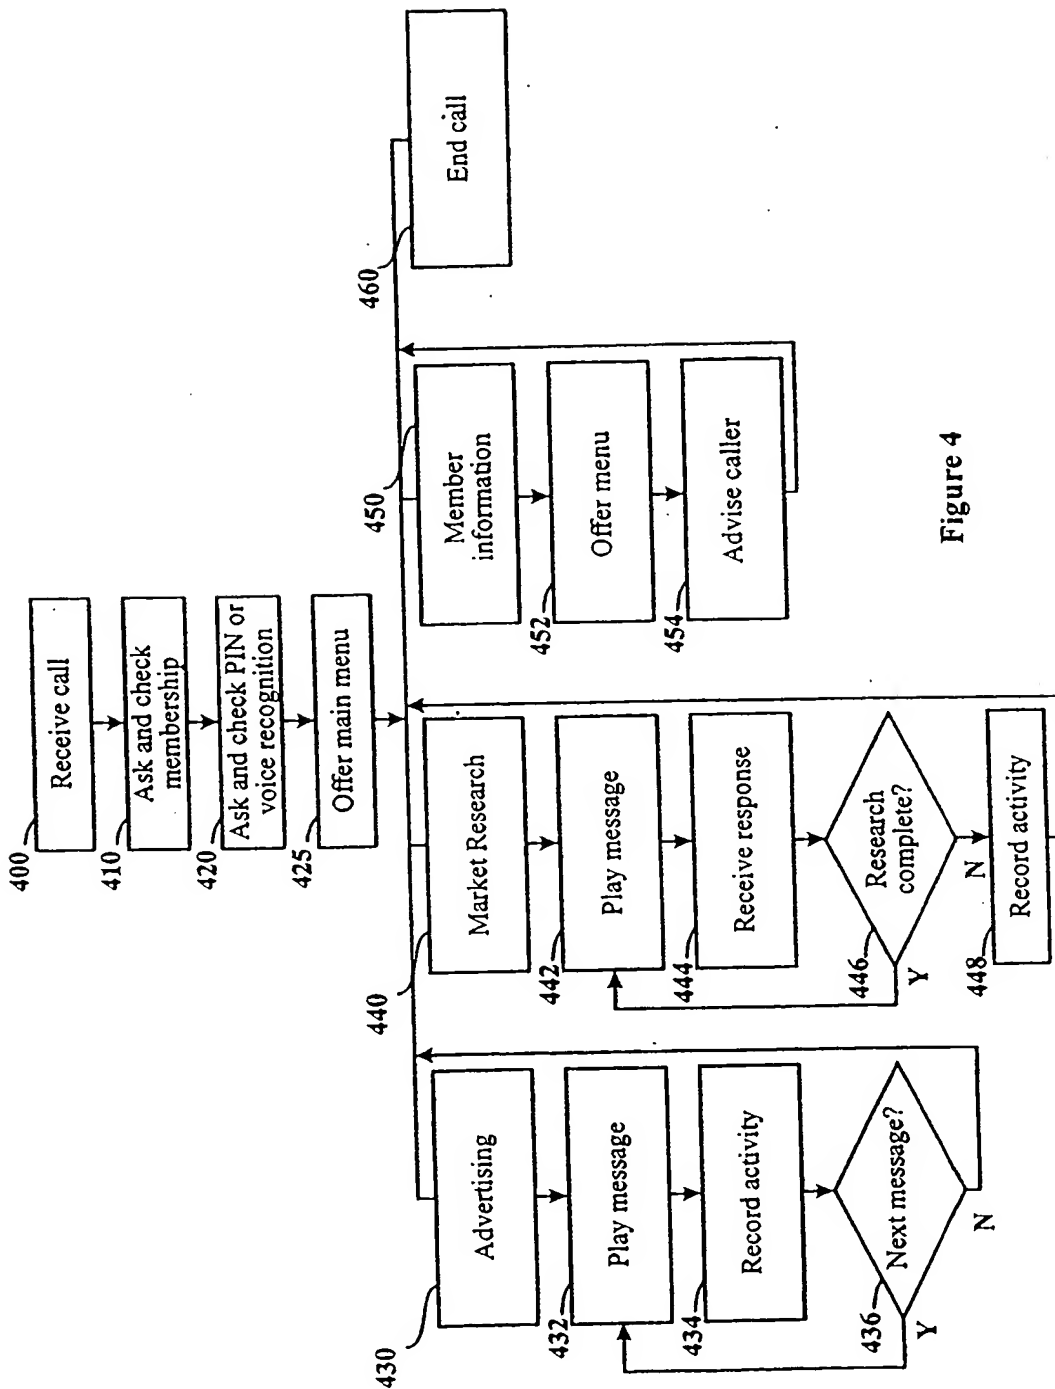 400
Receive call
410
Ask and check
membership
420
Ask and check PIN or
voice recognition
425
Offer main menu
430
Advertising
432
Play message
434
Record activity
436
Next message?
Y
N
440
Market Research
442
Play message
444
Receive response
446
Research
complete?
Y
N
448
Record activity
450
Member
information
452
Offer menu
454
Advise caller
460
End call
Figure 4